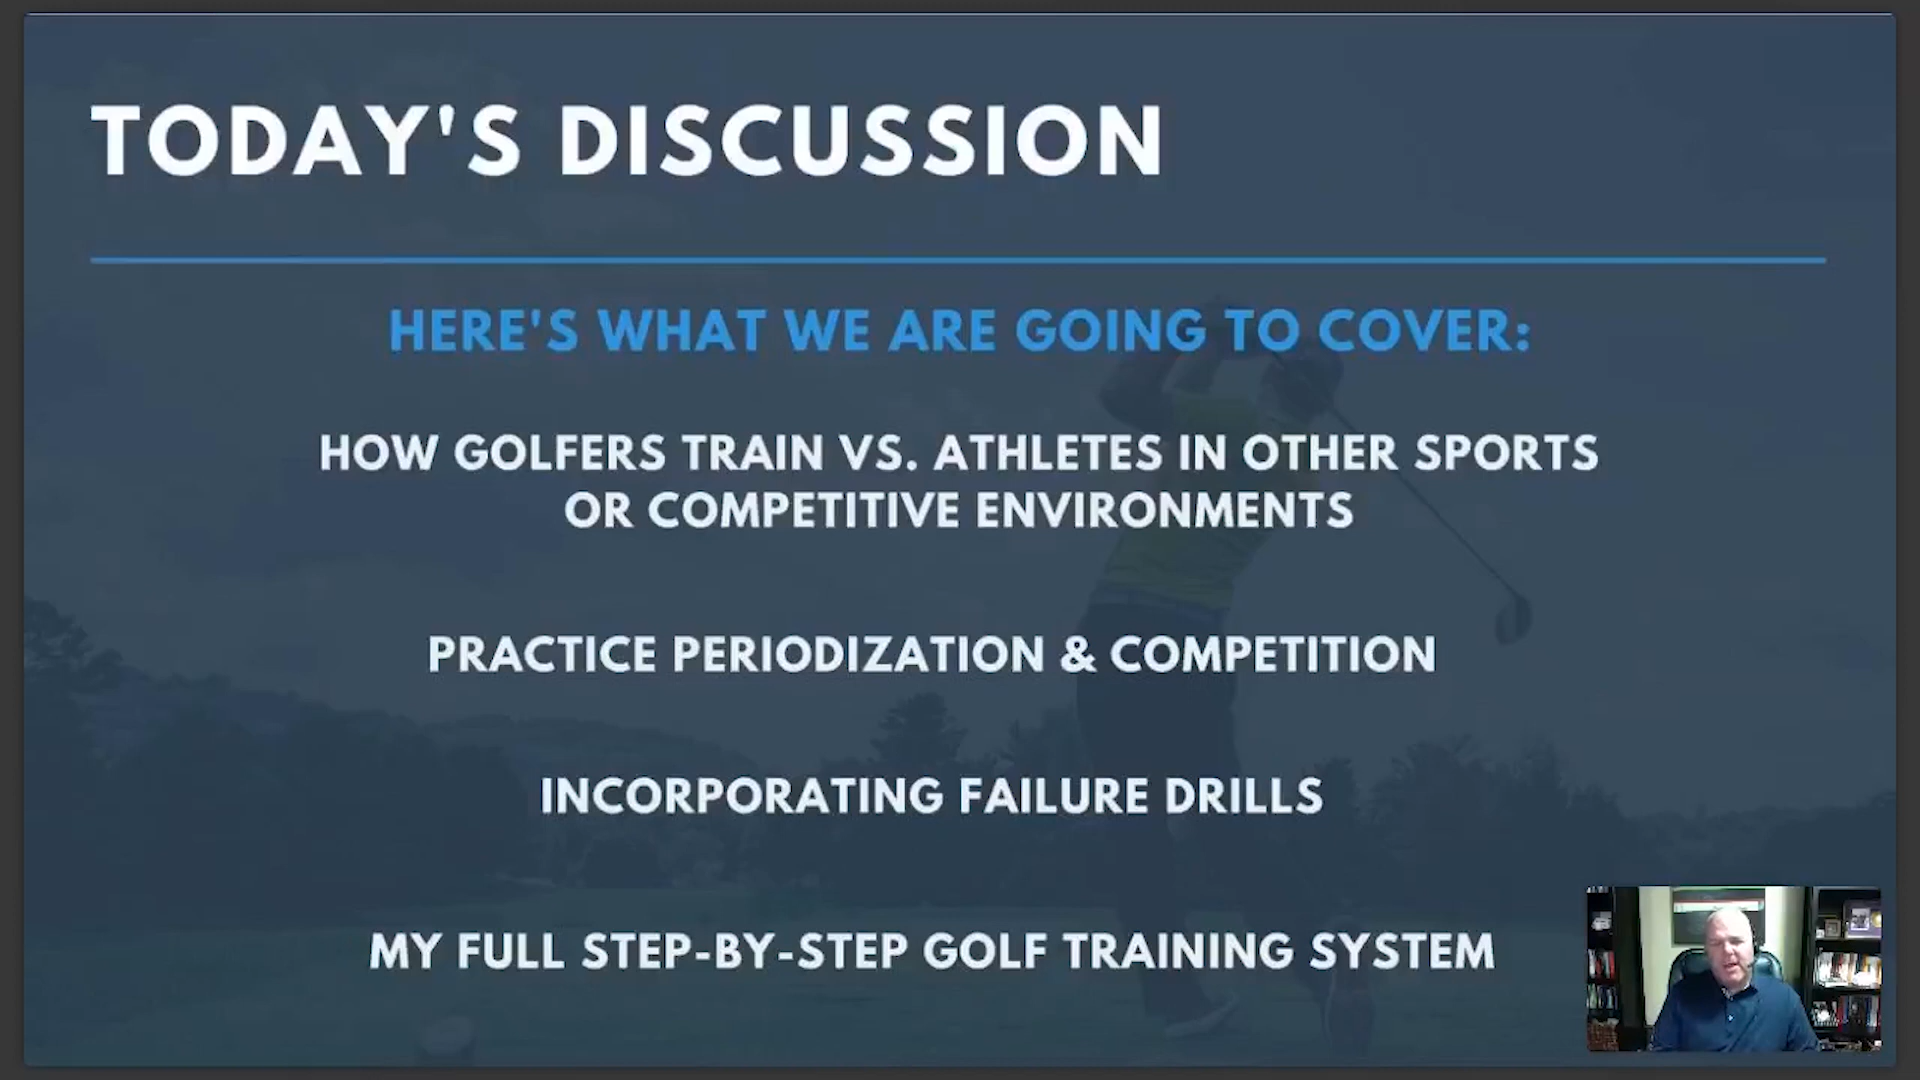 TODAY'S DISCUSSION
HERE'S WHAT WE ARE GOING TO COVER:
HOW GOLFERS TRAIN VS. ATHLETES IN OTHER SPORTS
OR COMPETITIVE ENVIRONMENTS
PRACTICE PERIODIZATION & COMPETITION
INCORPORATING FAILURE DRILLS
MY FULL STEP-BY-STEP GOLF TRAINING SYSTEM